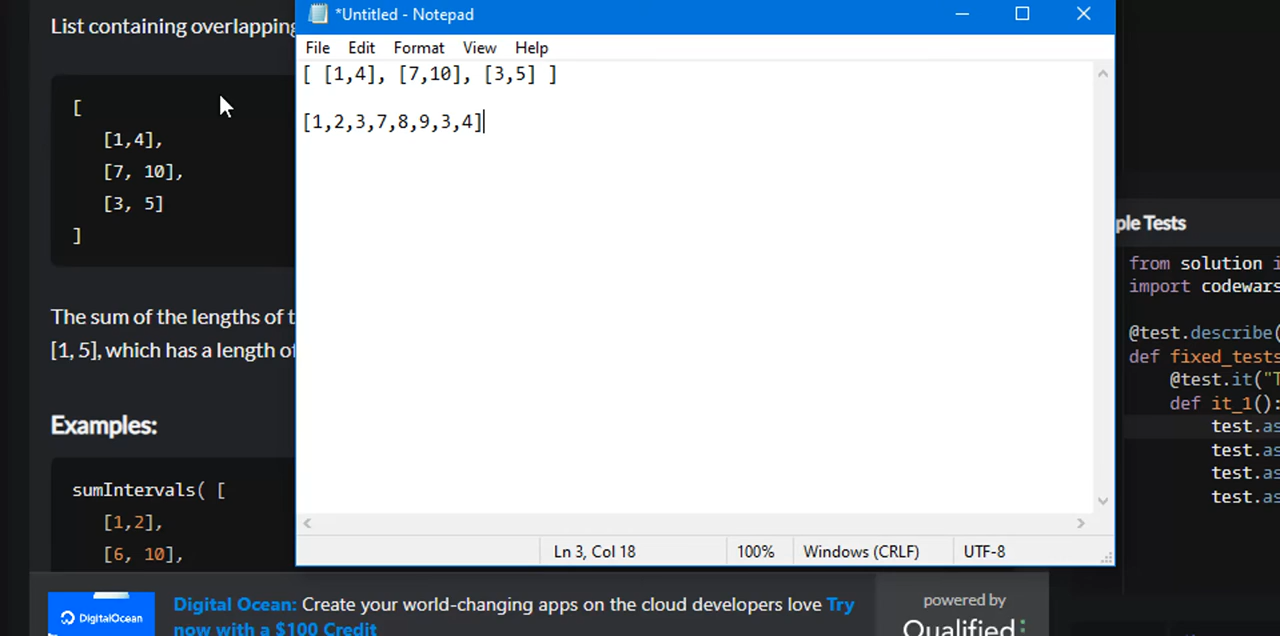 List containing overlapping
[
[1,4],
[7, 10],
[3, 5]
]
The sum of the lengths of
[1, 5], which has a length of
Examples:
sumIntervals( [
[1,2],
[6, 10],
*Untitled - Notepad
File Edit Format View Help
[ [1,4], [7,10], [3,5] ]
[1,2,3,7,8,9,3,4]
Ln 3, Col 18 100% Windows (CRLF) UTF-8
ple Tests
from solution i
import codewars
@test.describe(
def fixed_tests
@test.it("T
def it_1():
test.as
test.as
test.as
test.as
DigitalOcean
Digital Ocean: Create your world-changing apps on the cloud developers love Try
now with a $100 Credit
powered by
Qualified